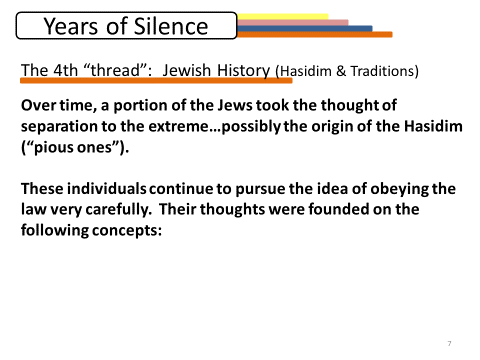 Years of Silence
The 4th “thread”:  Jewish History (Hasidim & Traditions)
Over time, a portion of the Jews took the thought of
separation to the extreme…possibly the origin of the Hasidim
(“pious ones”).
These individuals continue to pursue the idea of obeying the
law very carefully.  Their thoughts were founded on the
following concepts:
7